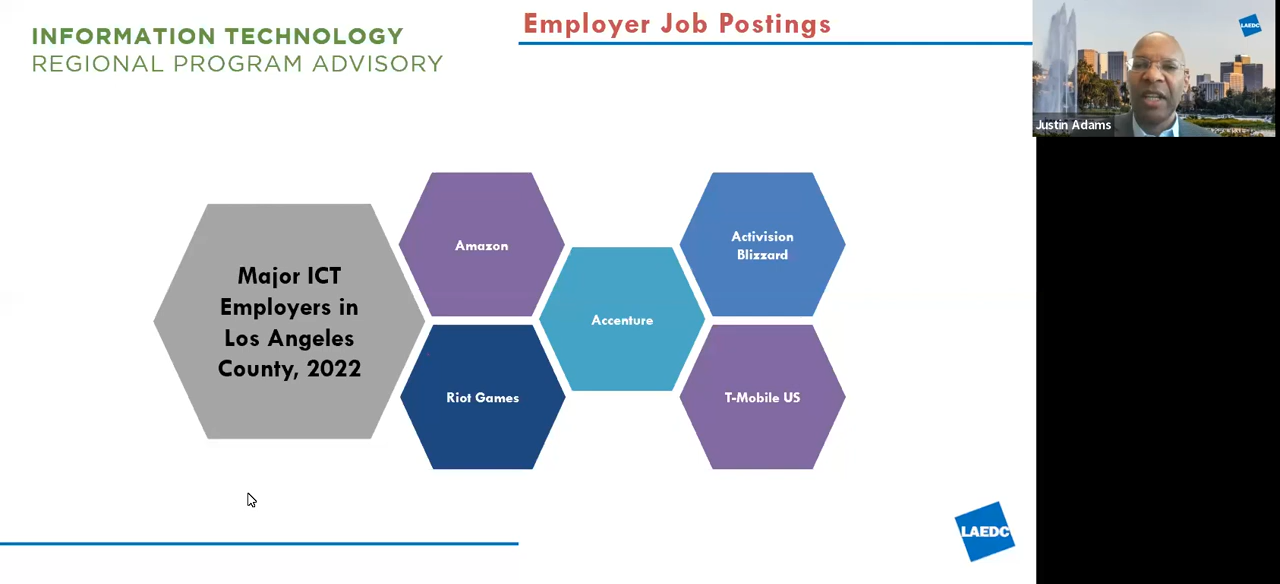 INFORMATION TECHNOLOGY
REGIONAL PROGRAM ADVISORY
Employer Job Postings
LAEDC
Justin Adams
Major ICT
Employers in
Los Angeles
County, 2022
Amazon
Riot Games
Accenture
Activision
Blizzard
T-Mobile US
LAEDC